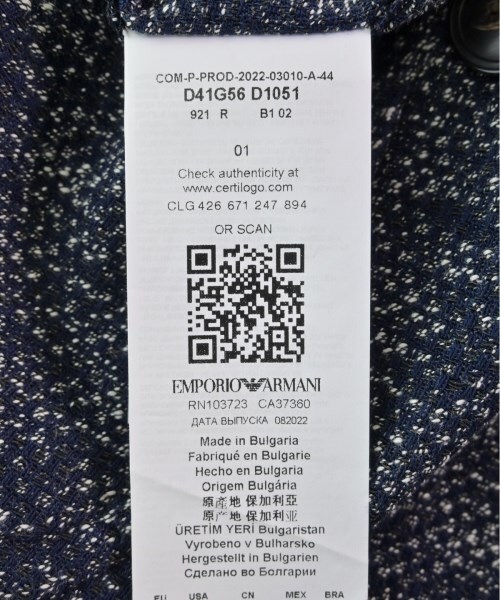 COM-P-PROD-2022-03010-A-44
D41G56 D1051
921 R B1 02
01
Check authenticity at
www.certilogo.com
CLG 426 671 247 894
OR SCAN
EMPORIO ARMANI
RN103723 CA37360
ДАТА ВЫПУСКА 082022
Made in Bulgaria
Fabriqué en Bulgarie
Hecho en Bulgaria
Origem Bulgária
原產地 保加利亞
原产地 保加利亚
ÜRETİM YERİ Bulgaristan
Vyrobeno v Bulharsko
Hergestellt in Bulgarien
Сделано во Болгарии
EU USA CN MEX BRA